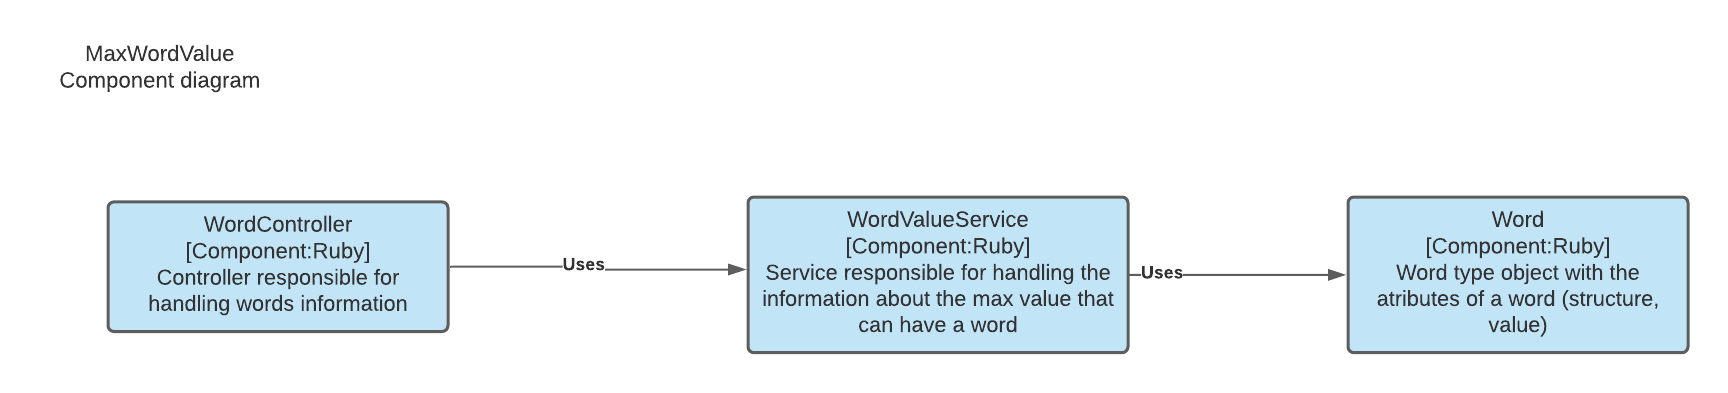 MaxWordValue
Component diagram
WordController
[Component:Ruby]
Controller responsible for
handling words information
Uses
WordValueService
[Component:Ruby]
Service responsible for handling the
information about the max value that
can have a word
Uses
Word
[Component:Ruby]
Word type object with the
atributes of a word (structure,
value)